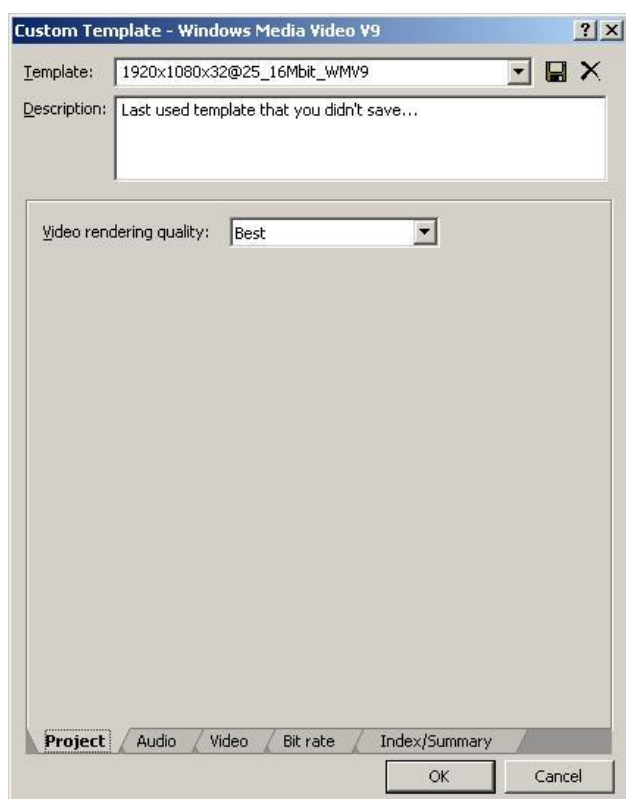 Custom Template - Windows Media Video V9
Template: 1920x1080x32@25_16Mbit_WMV9
Description: Last used template that you didn't save...
Video rendering quality: Best
Project Audio Video Bit rate Index/Summary
OK Cancel